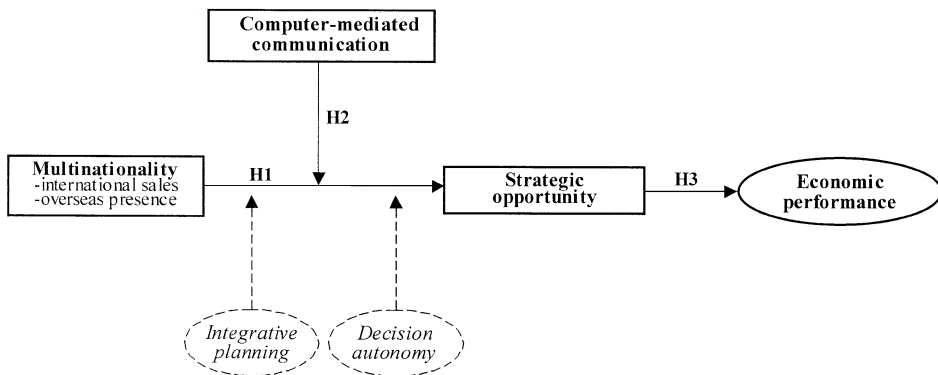 Computer-mediated
communication
H2
Multinationality
-international sales
-overseas presence
H1
Strategic
opportunity
H3
Economic
performance
Integrative
planning
Decision
autonomy